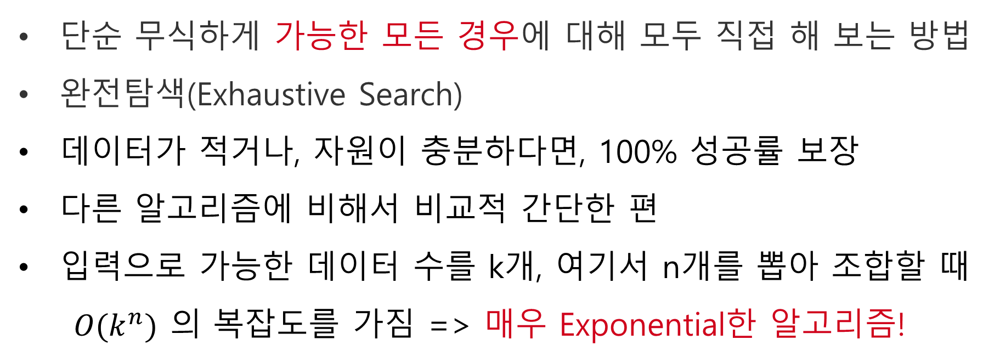 • 단순 무식하게 가능한 모든 경우에 대해 모두 직접 해 보는 방법
• 완전탐색(Exhaustive Search)
• 데이터가 적거나, 자원이 충분하다면, 100% 성공률 보장
• 다른 알고리즘에 비해서 비교적 간단한 편
• 입력으로 가능한 데이터 수를 k개, 여기서 n개를 뽑아 조합할 때
O(kⁿ) 의 복잡도를 가짐 => 매우 Exponential한 알고리즘!